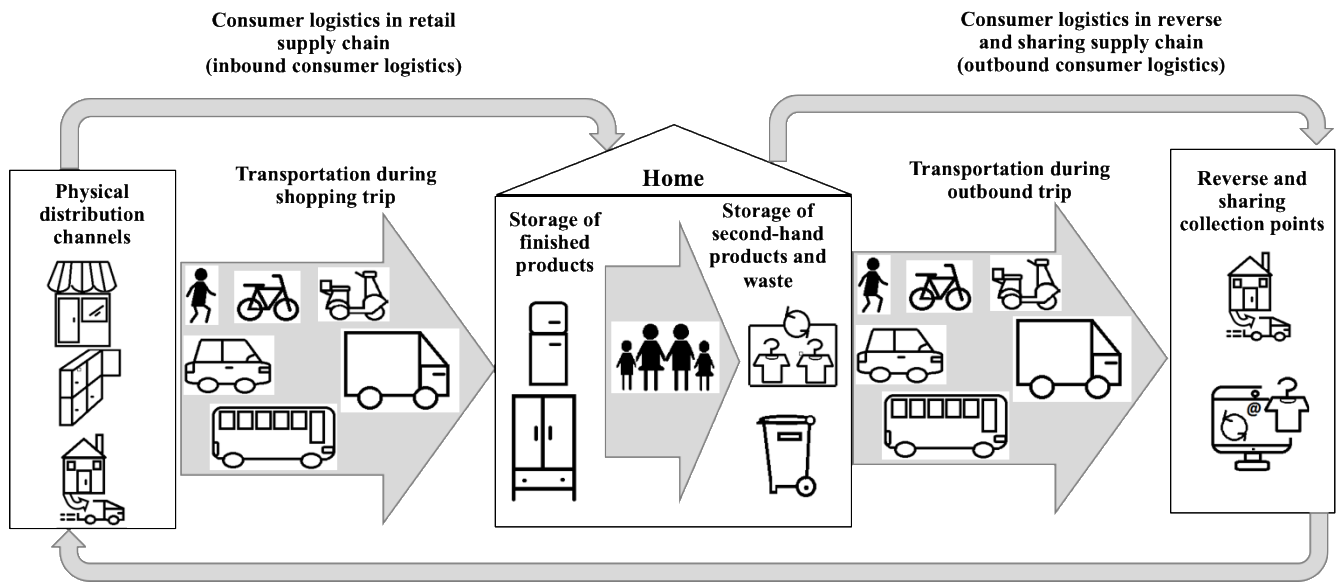 Consumer logistics in retail
supply chain
(inbound consumer logistics)
Consumer logistics in reverse
and sharing supply chain
(outbound consumer logistics)
Physical
distribution
channels
Transportation during
shopping trip
Home
Storage of
finished
products
Storage of
second-hand
products and
waste
Transportation during
outbound trip
Reverse and
sharing
collection points
@